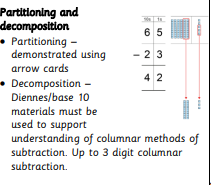 Partitioning and
decomposition
• Partitioning –
demonstrated using
arrow cards
• Decomposition –
Diennes/base 10
materials must be
used to support
understanding of columnar methods of
subtraction. Up to 3 digit columnar
subtraction.
10s 1s
6 5
– 2 3
4 2